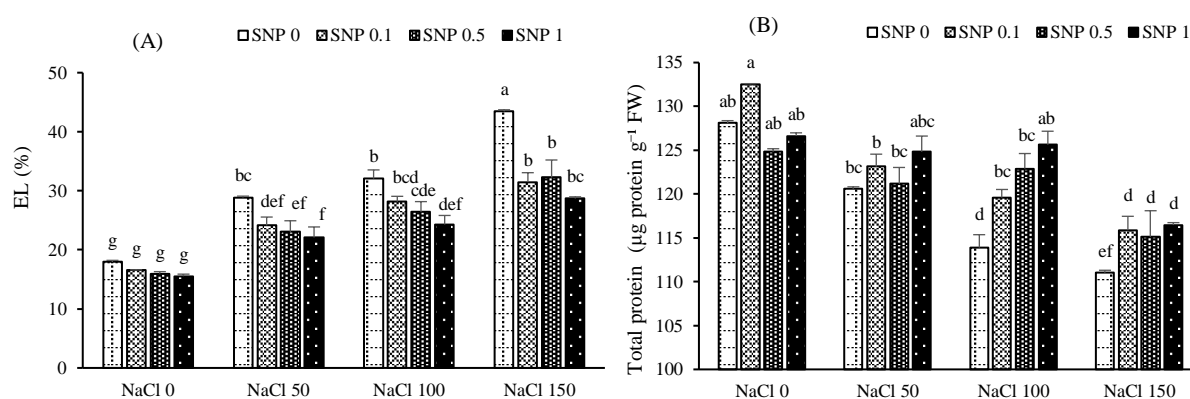 (A)
SNP 0 SNP 0.1 SNP 0.5 SNP 1
EL (%)
50
40
30
20
10
0
g g g g
bc def ef f
b bcd cde def
a b b bc
NaCl 0 NaCl 50 NaCl 100 NaCl 150
(B)
SNP 0 SNP 0.1 SNP 0.5 SNP 1
Total protein (µg protein g⁻¹ FW)
135
130
125
120
115
110
105
100
ab a ab ab
bc b bc abc
d bc bc ab
ef d d d
NaCl 0 NaCl 50 NaCl 100 NaCl 150